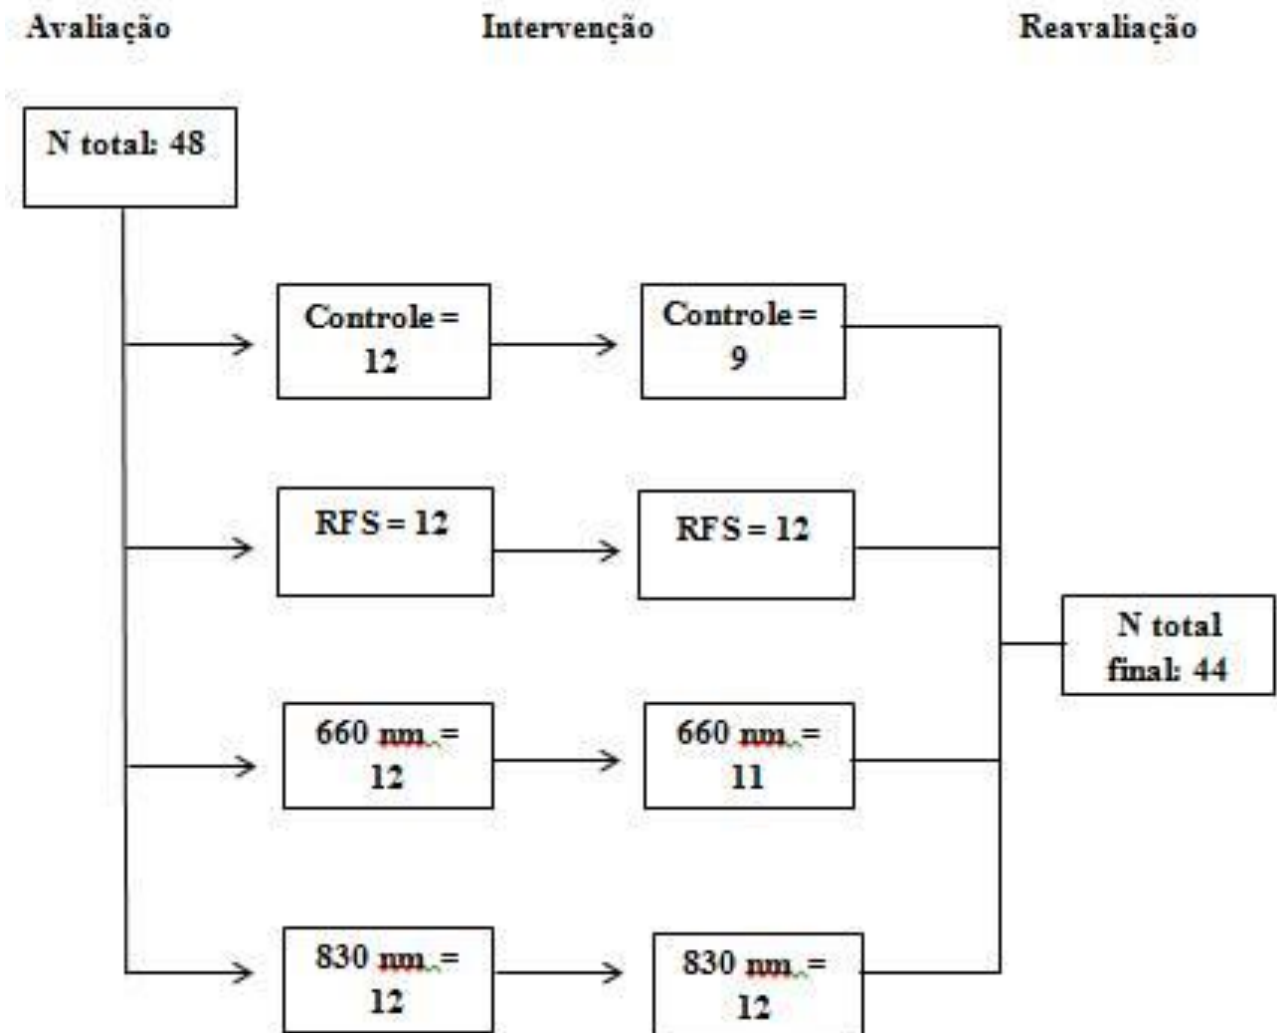 Avaliação Intervenção Reavaliação
N total: 48
Controle =
12
Controle =
9
RFS = 12
RFS = 12
N total
final: 44
660 nm =
12
660 nm =
11
830 nm =
12
830 nm =
12